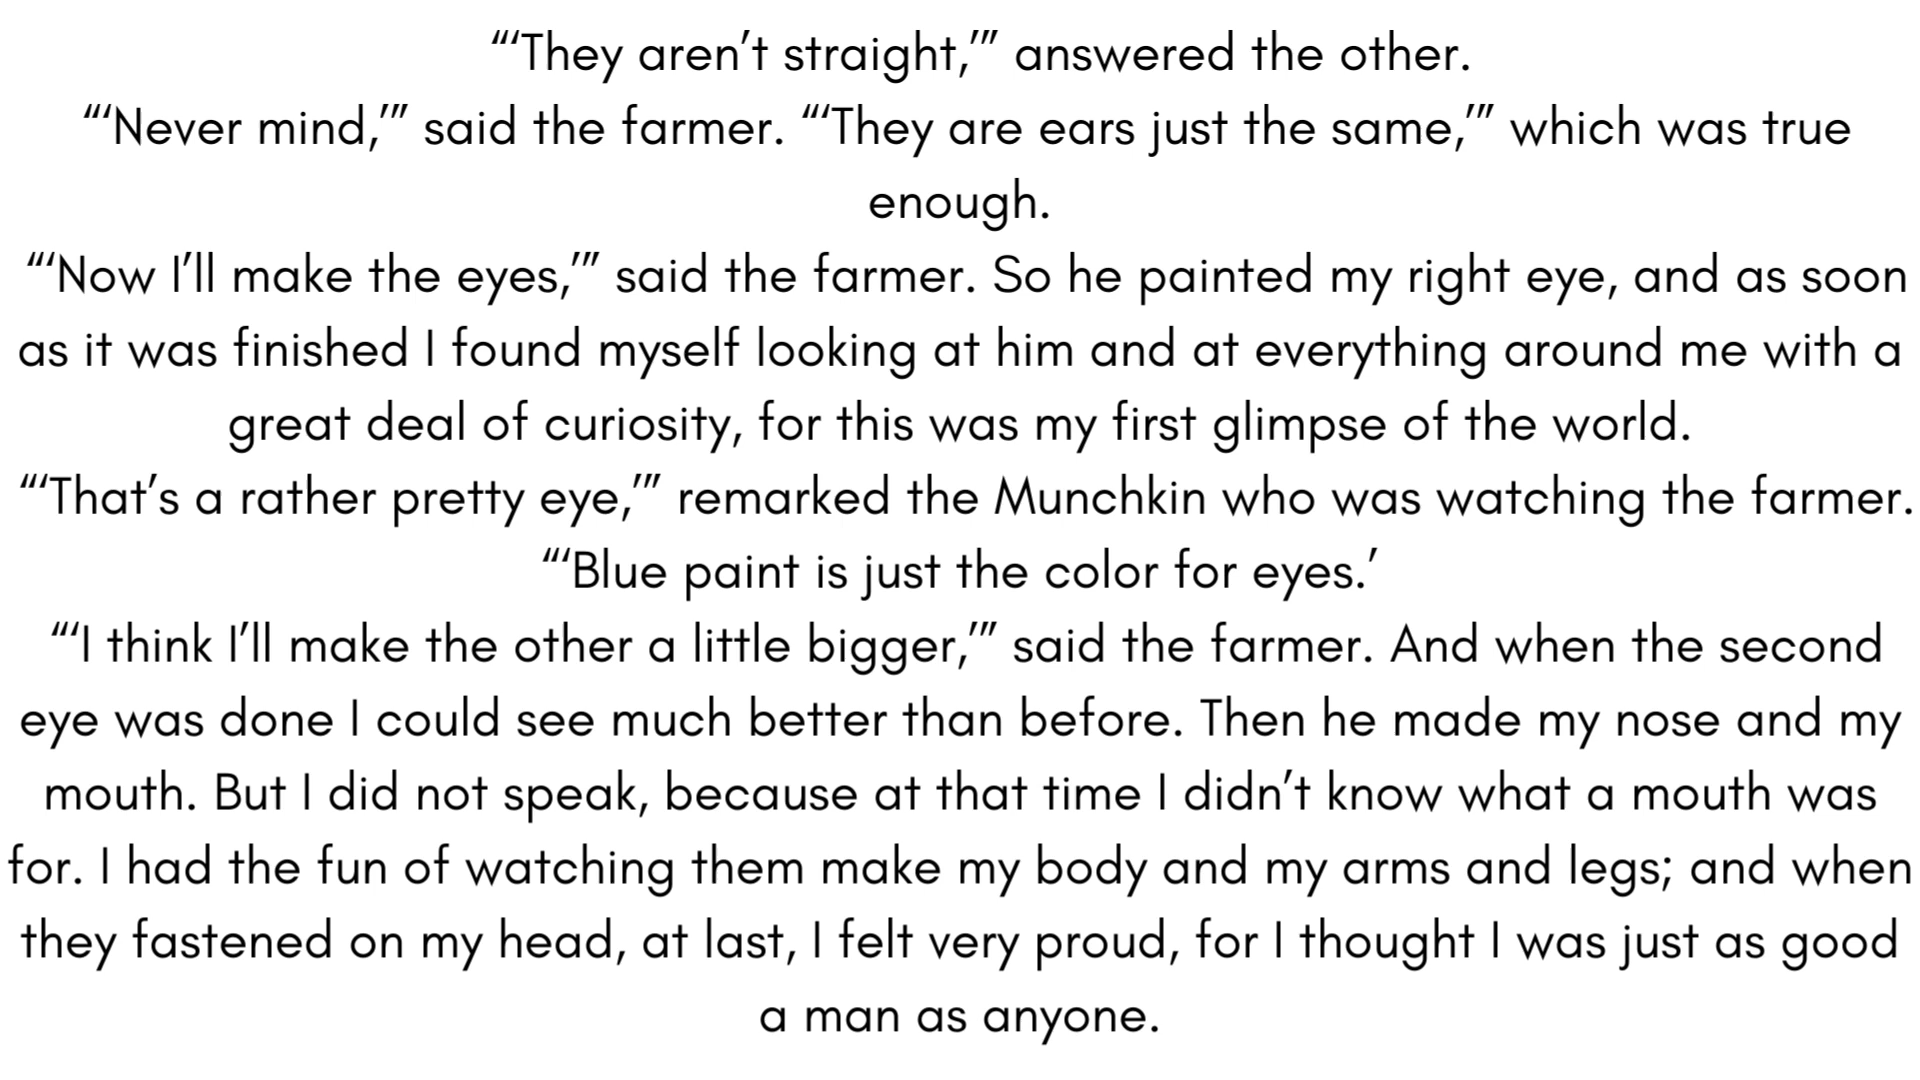 “‘They aren’t straight,’” answered the other.
“‘Never mind,’” said the farmer. “‘They are ears just the same,’” which was true
enough.
“‘Now I’ll make the eyes,’” said the farmer. So he painted my right eye, and as soon
as it was finished I found myself looking at him and at everything around me with a
great deal of curiosity, for this was my first glimpse of the world.
“‘That’s a rather pretty eye,’” remarked the Munchkin who was watching the farmer.
“‘Blue paint is just the color for eyes.’
“‘I think I’ll make the other a little bigger,’” said the farmer. And when the second
eye was done I could see much better than before. Then he made my nose and my
mouth. But I did not speak, because at that time I didn’t know what a mouth was
for. I had the fun of watching them make my body and my arms and legs; and when
they fastened on my head, at last, I felt very proud, for I thought I was just as good
a man as anyone.